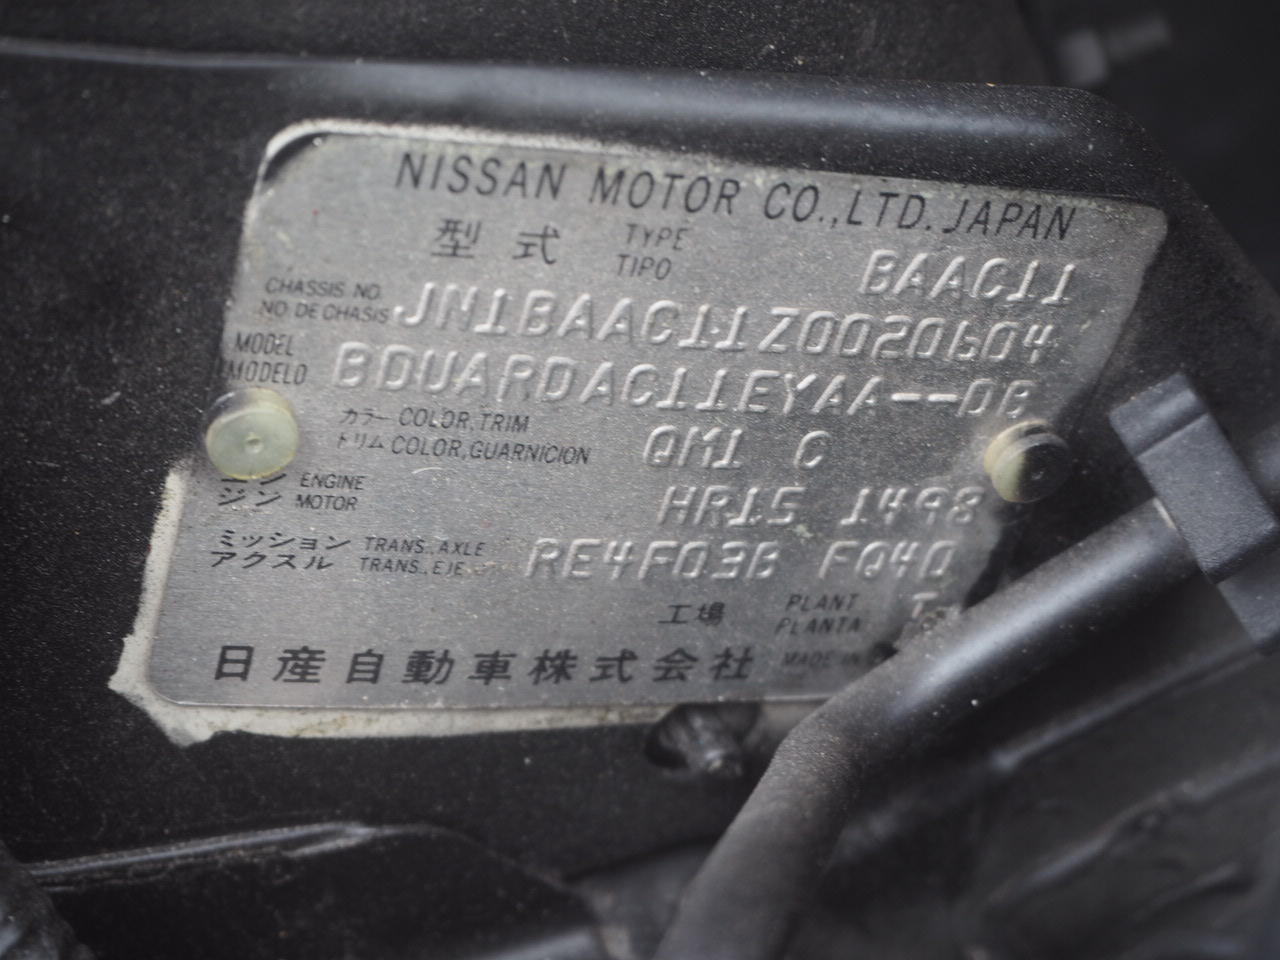 NISSAN MOTOR CO.,LTD. JAPAN
型式 TYPE TIPO BAAC11
CHASSIS NO. NO DE CHASIS JN1BAAC11Z0020604
MODEL MODELO BDUARDAC11EYAA--DB
カラー COLOR,TRIM
トリム COLOR,GUARNICION QM1 C
ENGINE
ジン MOTOR HR15 1498
ミッション TRANS.,AXLE
アクスル TRANS.,EJE RE4F03B FQ40
工場 PLANT PLANTA T
日産自動車株式会社 MADE IN